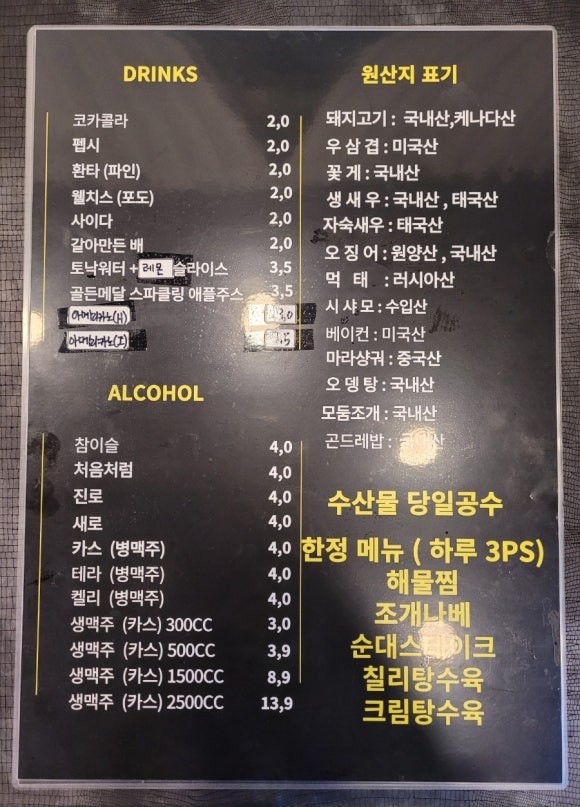 DRINKS
코카콜라 2,0
펩시 2,0
환타 (파인) 2,0
웰치스 (포도) 2,0
사이다 2,0
갈아만든 배 2,0
토닉워터 + 레몬 슬라이스 3,5
골든메달 스파클링 애플주스 3,5
아메리카노(H) 3,0
아메리카노(I)
ALCOHOL
참이슬 4,0
처음처럼 4,0
진로 4,0
새로 4,0
카스 (병맥주) 4,0
테라 (병맥주) 4,0
켈리 (병맥주) 4,0
생맥주 (카스) 300CC 3,0
생맥주 (카스) 500CC 3,9
생맥주 (카스) 1500CC 8,9
생맥주 (카스) 2500CC 13,9
원산지 표기
돼지고기 : 국내산,케나다산
우 삼 겹 : 미국산
꽃 게 : 국내산
생 새 우 : 국내산 , 태국산
자숙새우 : 태국산
오 징 어 : 원양산 , 국내산
먹 태 : 러시아산
시 샤 모 : 수입산
베이컨 : 미국산
마라샹궈 : 중국산
오 뎅 탕 : 국내산
모둠조개 : 국내산
곤드레밥 : 국내산
수산물 당일공수
한정 메뉴 ( 하루 3PS)
해물찜
조개나베
순대스테이크
칠리탕수육
크림탕수육